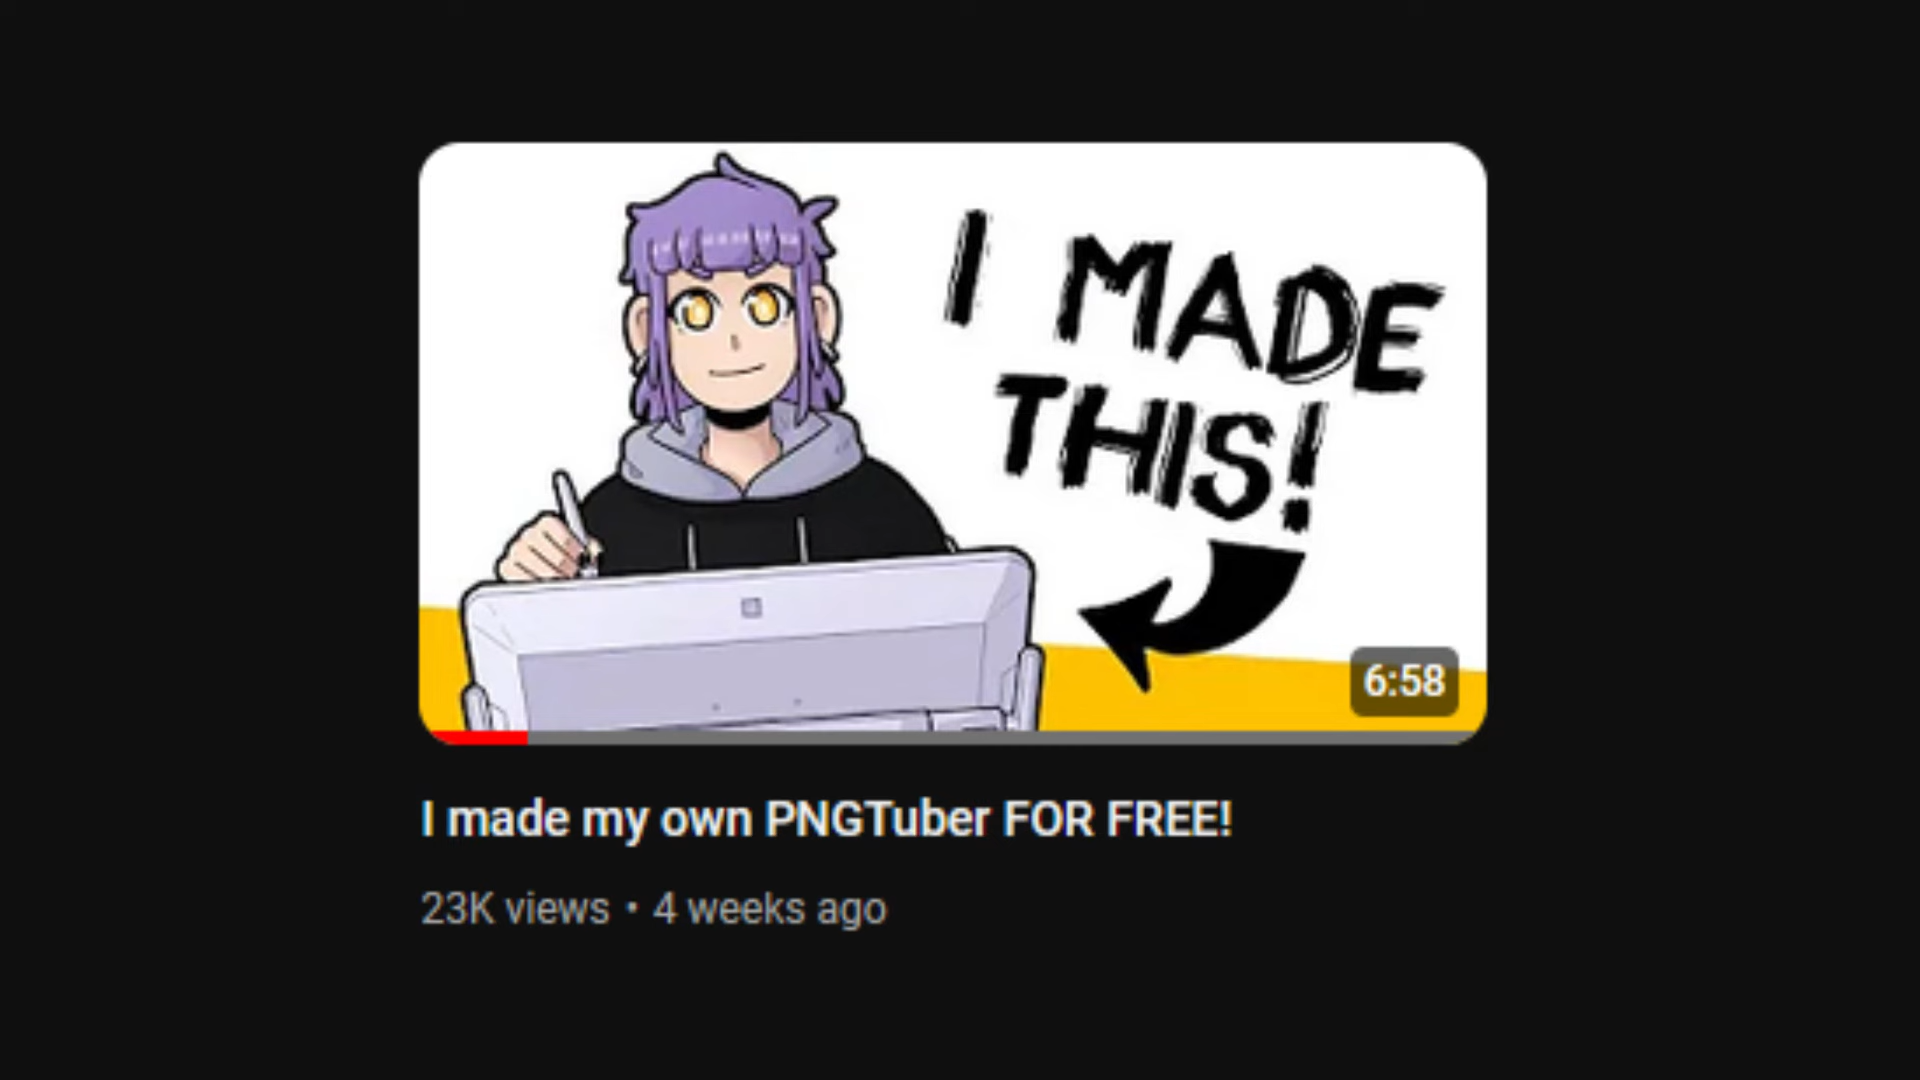 I MADE
THIS!
6:58
I made my own PNGTuber FOR FREE!
23K views • 4 weeks ago